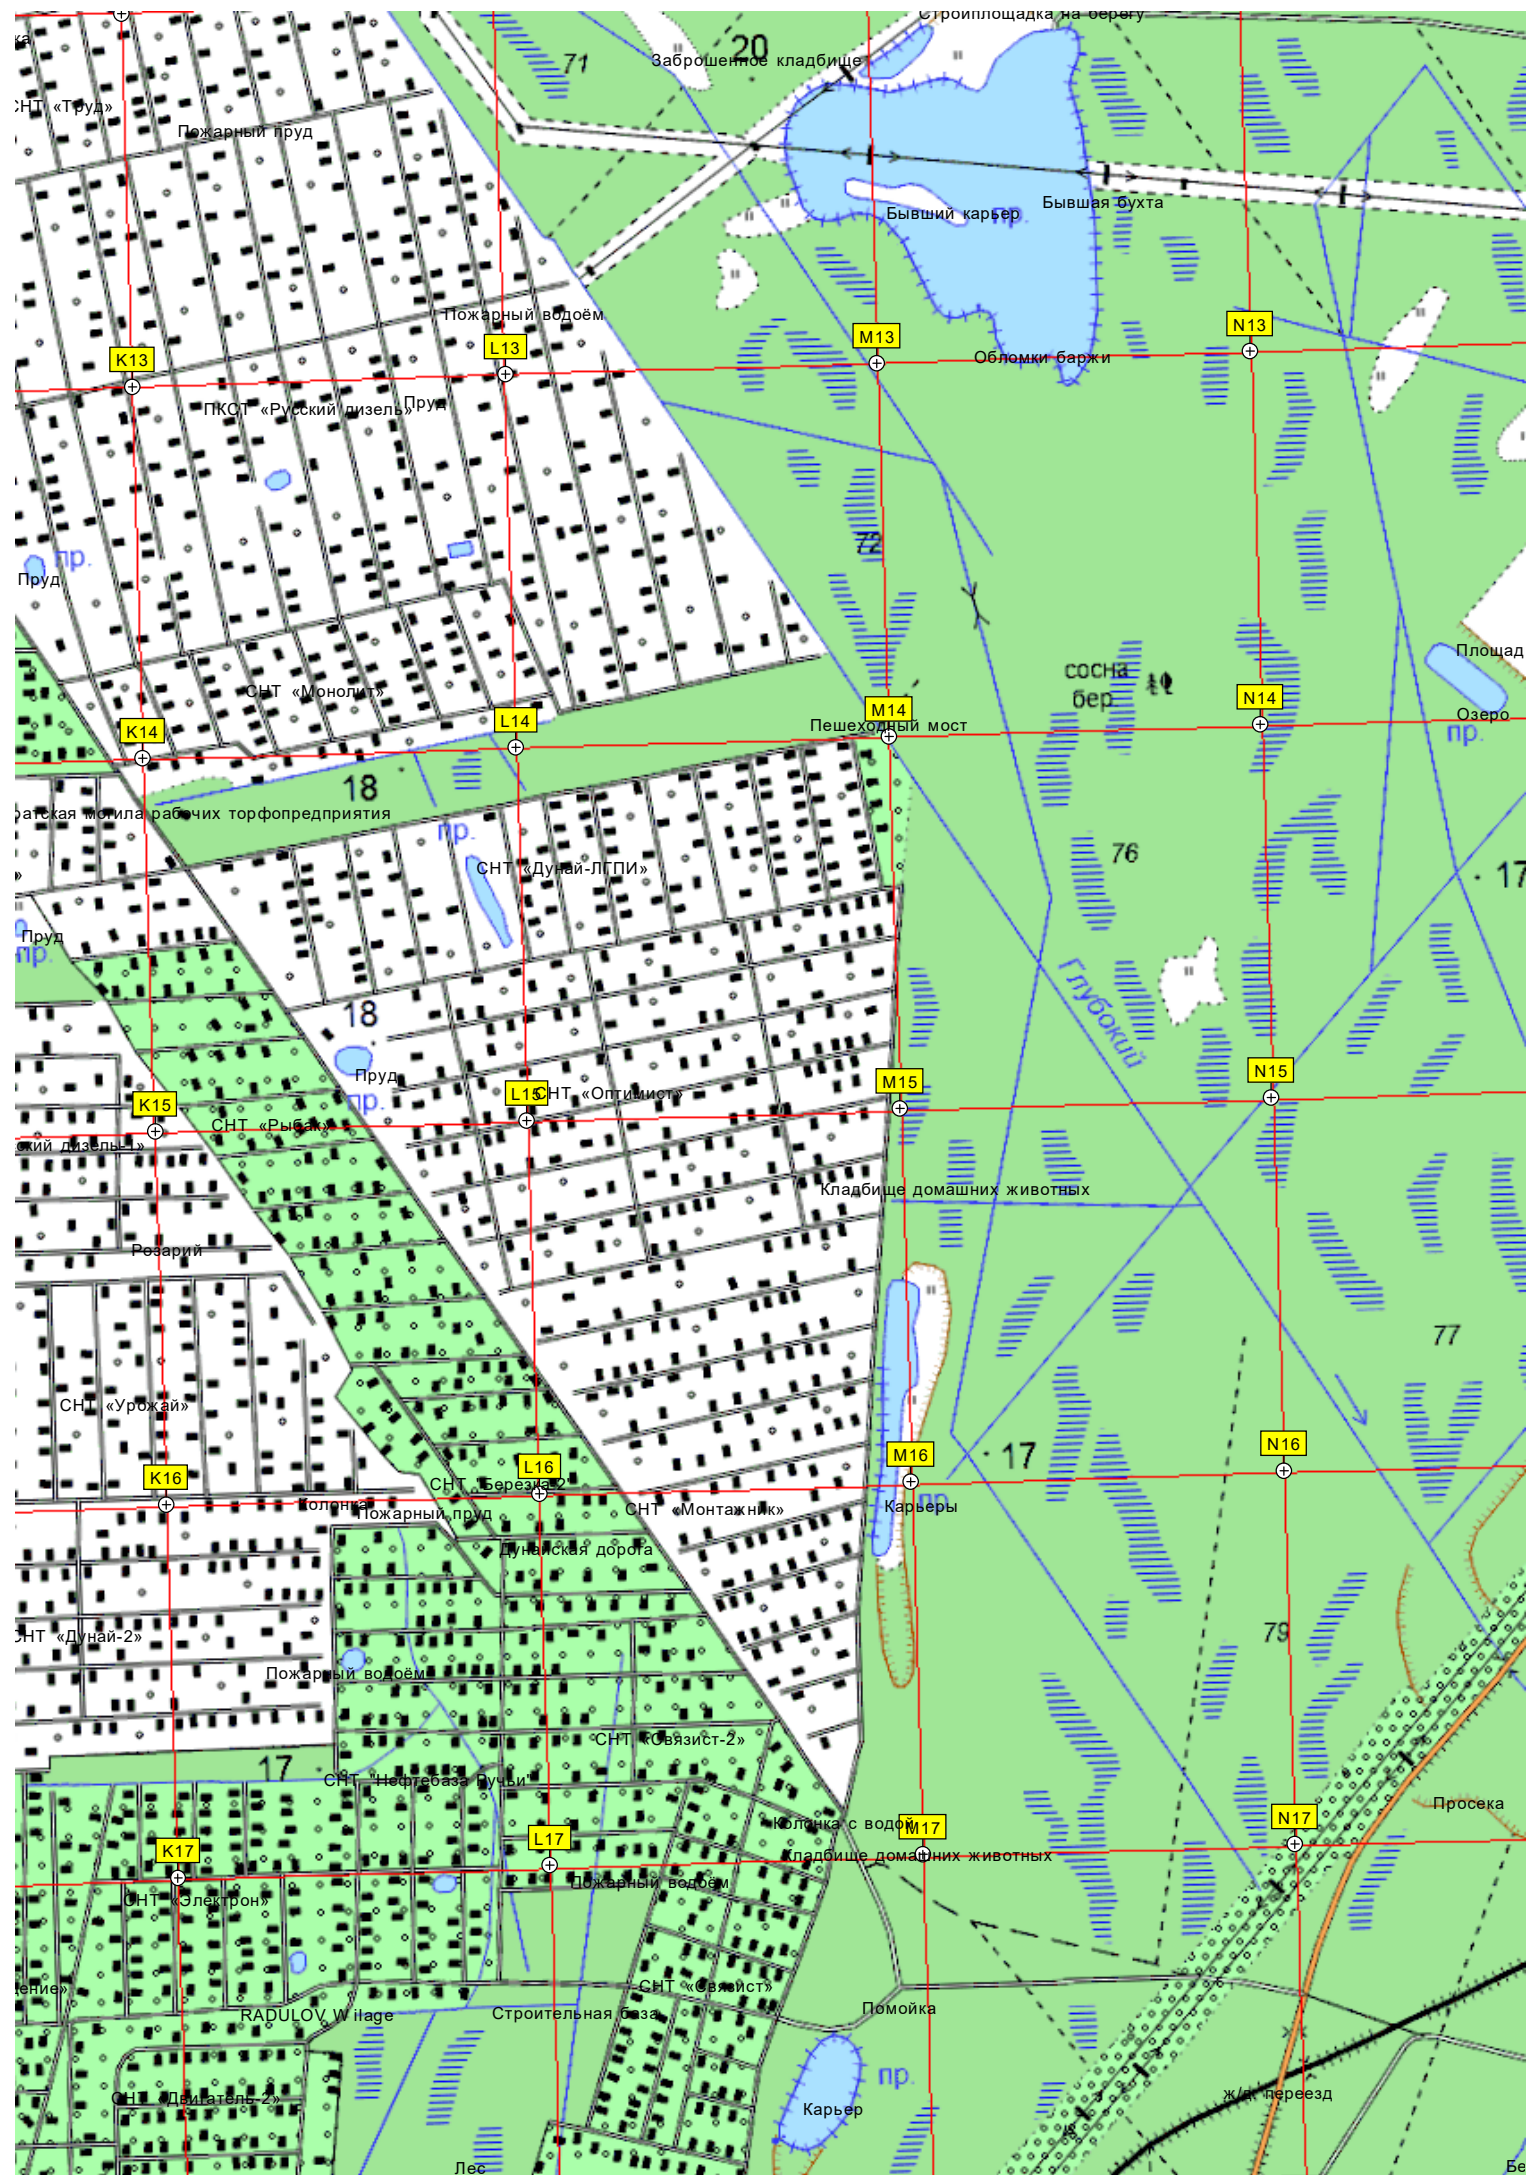 Стройплощадка на берегу
20
71
Заброшенное кладбище
СНТ «Труд»
Пожарный пруд
Бывшая бухта
Бывший карьер
пр.
Пожарный водоём
N13
M13
L13
K13
Обломки баржи
ПКСТ «Русский дизель»
Пруд
72
пр.
Пруд
Площад
сосна
бер.
СНТ «Монолит»
N14
M14
L14
K14
Озеро
пр.
Пешеходный мост
18
ратская могила рабочих торфопредприятия
пр.
76
СНТ «Дунай-ЛГПИ»
17
Пруд
пр.
Глубокий
18
Пруд
пр.
N15
M15
L15
K15
СНТ «Оптимист»
СНТ «Рыбак»
ский дизель-1»
Кладбище домашних животных
Розарий
77
СНТ «Урожай»
N16
M16
L16
K16
17
СНТ "Березка-2"
Колонка
Пожарный пруд
СНТ «Монтажник»
Карьеры
пр.
Дунайская дорога
79
СНТ «Дунай-2»
Пожарный водоём
СНТ «Связист-2»
17
СНТ "Нефтебаза Ручьи"
Просека
N17
M17
L17
K17
Колонка с водой
Кладбище домашних животных
Пожарный водоём
СНТ «Электрон»
СНТ «Связист»
ение»
RADULOV Wilage
Строительная база
Помойка
пр.
ж/д. переезд
СНТ «Двигатель-2»
Карьер
Лес
Бе